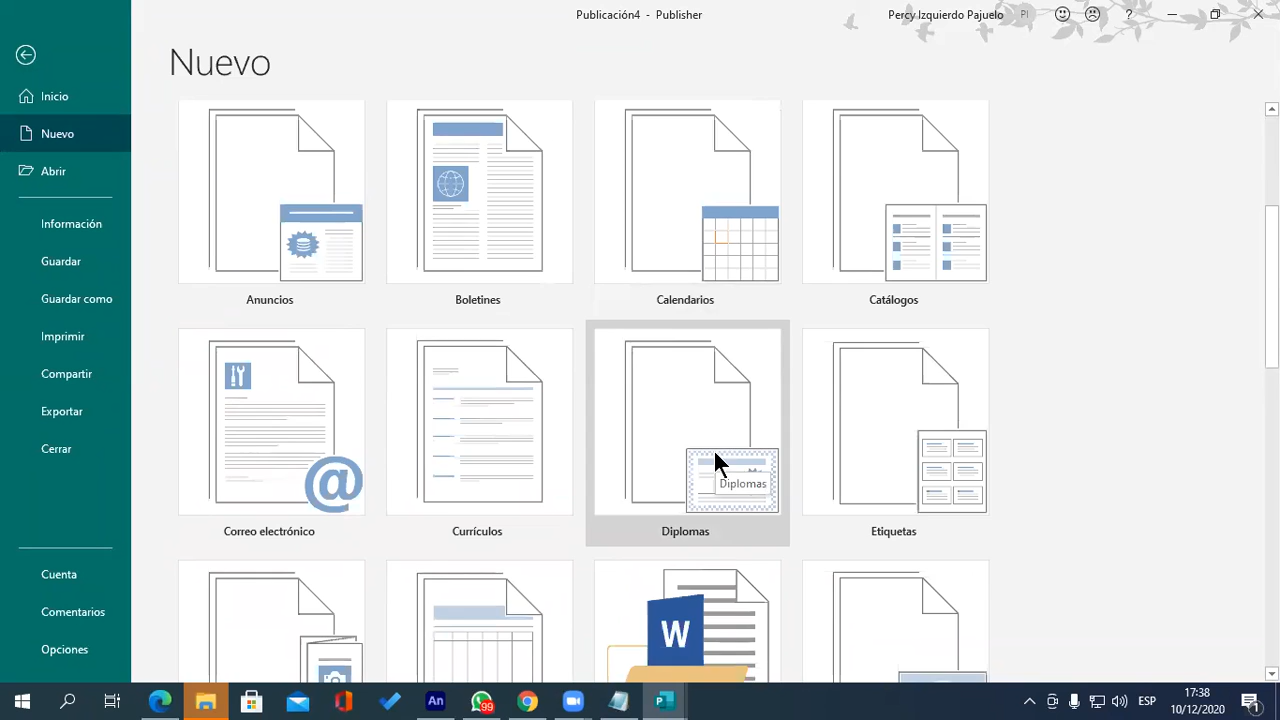 Publicación4 - Publisher
Percy Izquierdo Pajuelo
PI
?
Nuevo
Inicio
Nuevo
Abrir
Información
Guardar
Guardar como
Imprimir
Compartir
Exportar
Cerrar
Cuenta
Comentarios
Opciones
Anuncios
Boletines
Calendarios
Catálogos
@
Diplomas
Correo electrónico
Currículos
Diplomas
Etiquetas
W
An
99
P
ESP
17:38
10/12/2020
1